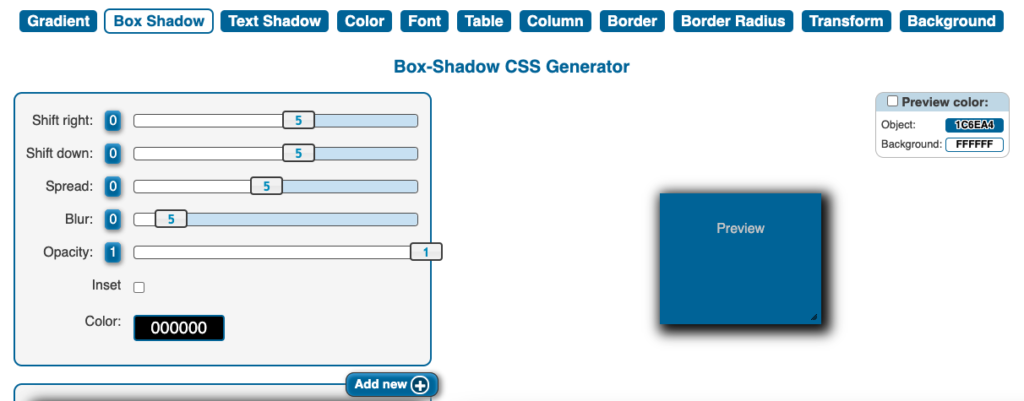 Gradient Box Shadow Text Shadow Color Font Table Column Border Border Radius Transform Background
Box-Shadow CSS Generator
Shift right: 0 5
Shift down: 0 5
Spread: 0 5
Blur: 0 5
Opacity: 1 1
Inset
Color: 000000
Add new
Preview color:
Object: 1C6EA4
Background: FFFFFF
Preview